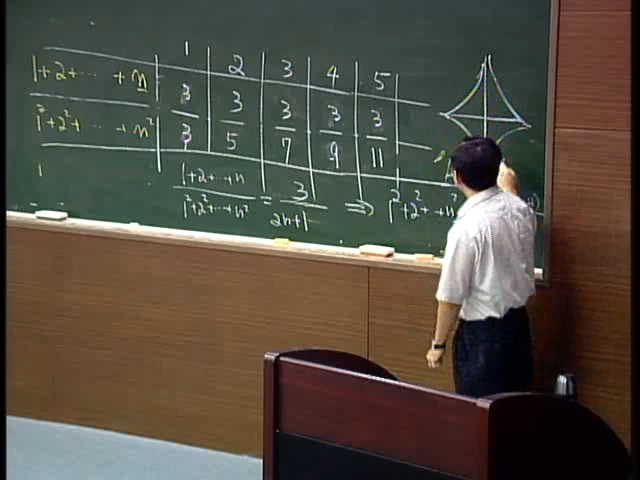 1 2 3 4 5
1+2+⋯+n 3 3 3 3 3
1²+2²+⋯+n² 3 5 7 9 11
1
1+2+⋯+n / 1²+2²+⋯+n² = 3 / 2n+1 ⇒ 1²+2²+⋯+n²